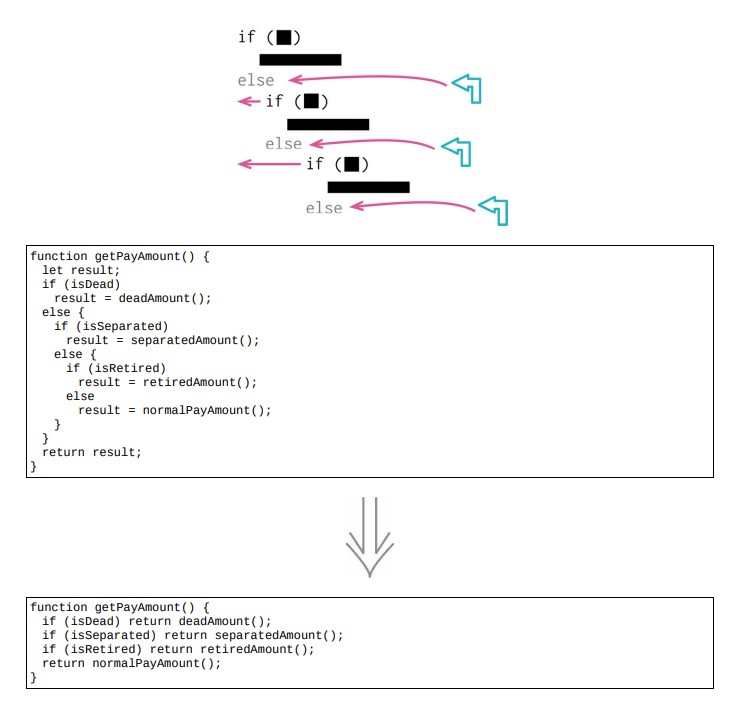 if (■)
else
if (■)
else
if (■)
else
function getPayAmount() {
  let result;
  if (isDead)
    result = deadAmount();
  else {
    if (isSeparated)
      result = separatedAmount();
    else {
      if (isRetired)
        result = retiredAmount();
      else
        result = normalPayAmount();
    }
  }
  return result;
}
function getPayAmount() {
  if (isDead) return deadAmount();
  if (isSeparated) return separatedAmount();
  if (isRetired) return retiredAmount();
  return normalPayAmount();
}